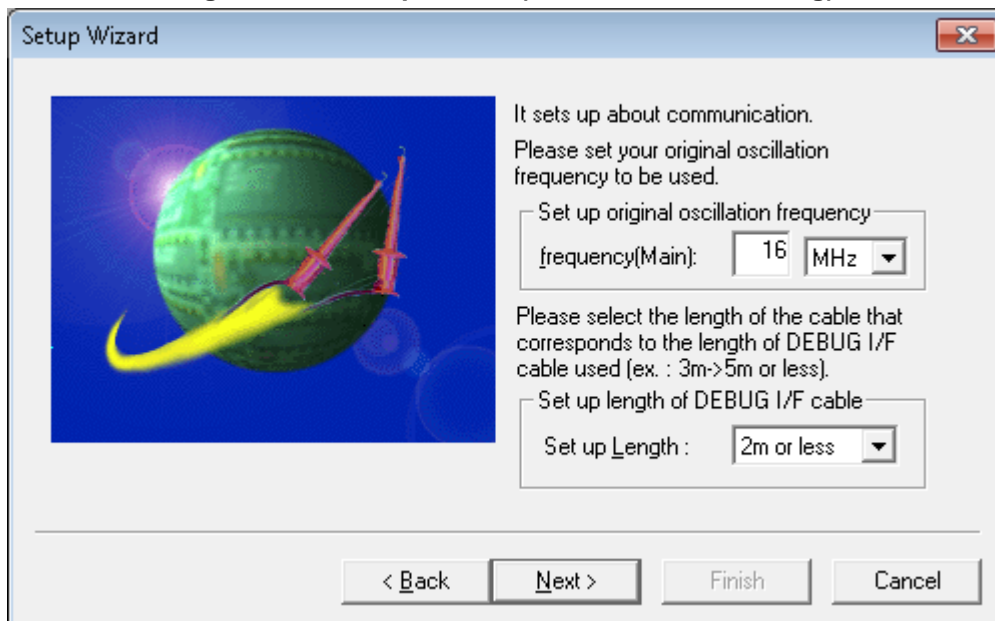 Setup Wizard
It sets up about communication.
Please set your original oscillation
frequency to be used.
Set up original oscillation frequency
frequency(Main): 16 MHz
Please select the length of the cable that
corresponds to the length of DEBUG I/F
cable used (ex. : 3m->5m or less).
Set up length of DEBUG I/F cable
Set up Length : 2m or less
< Back Next > Finish Cancel